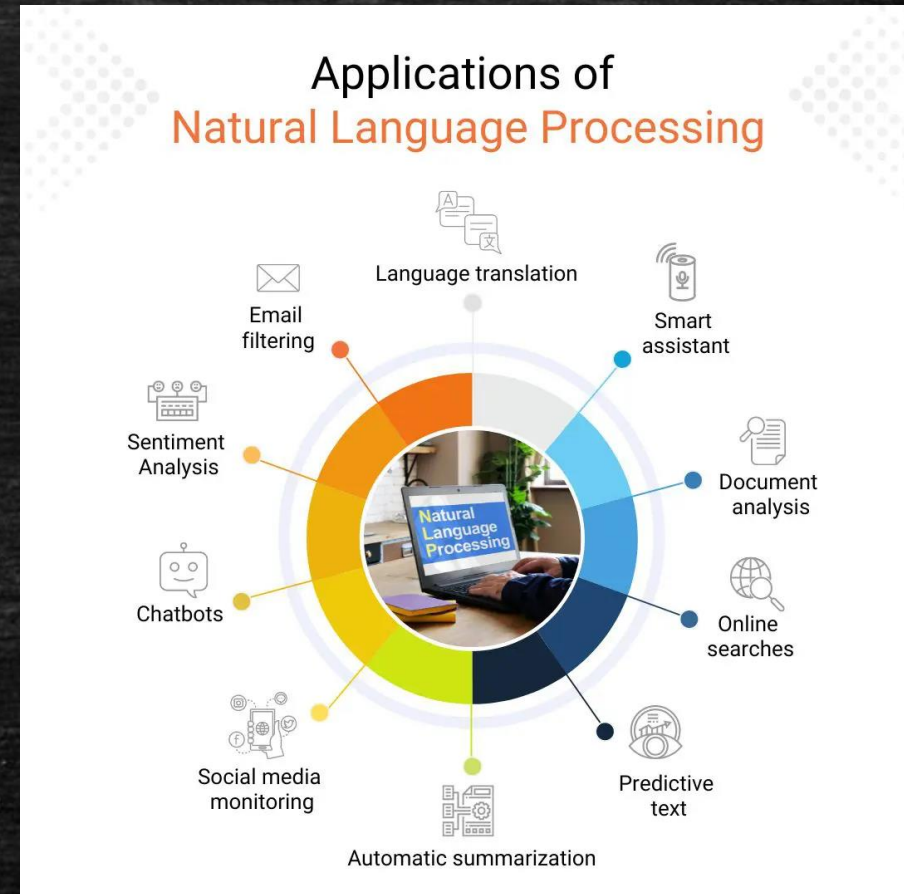 Applications of
Natural Language Processing
Language translation
Smart
assistant
Document
analysis
Online
searches
Predictive
text
Automatic summarization
Social media
monitoring
Chatbots
Sentiment
Analysis
Email
filtering
Natural
Language
Processing
A
文
f